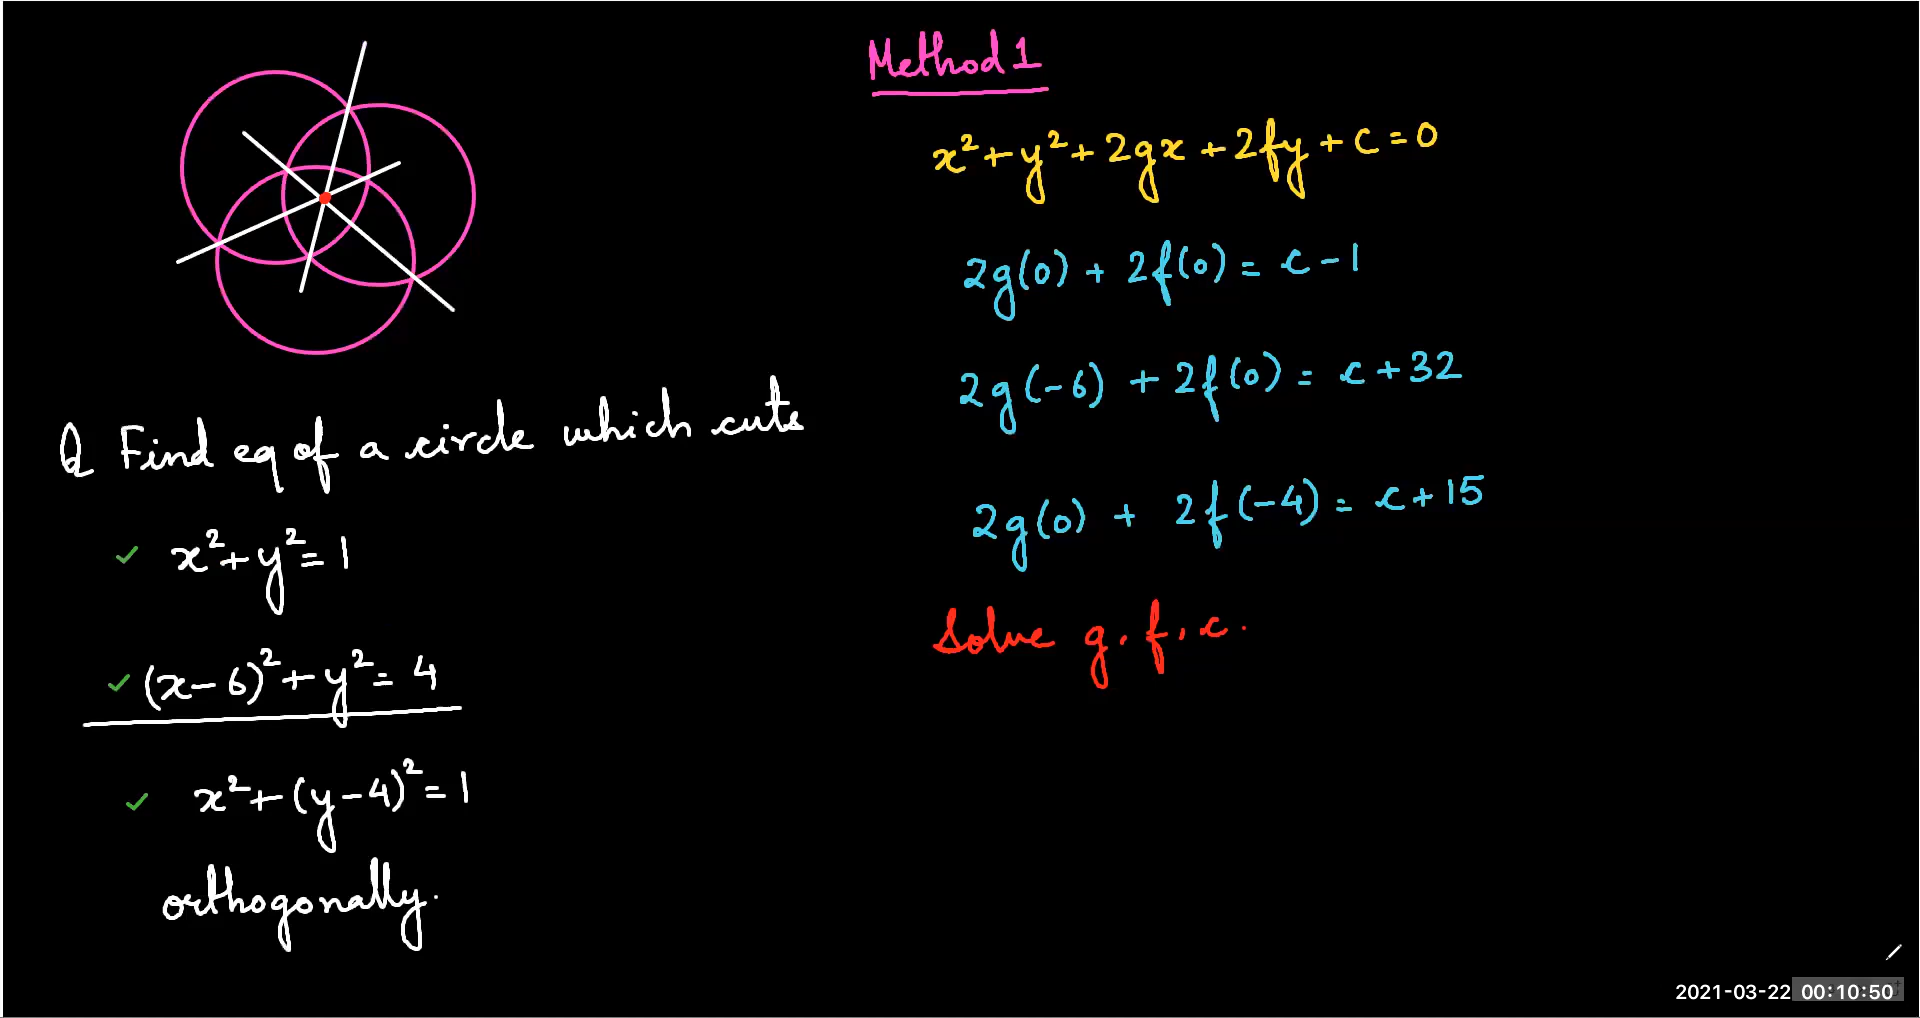 Q Find eq of a circle which cuts
x²+y²=1
(x-6)²+y²=4
x²+(y-4)²=1
orthogonally.
Method 1
x²+y²+2gx+2fy+c=0
2g(0)+2f(0)=c-1
2g(-6)+2f(0)=c+32
2g(0)+2f(-4)=c+15
Solve g, f, c.
2021-03-22 00:10:50